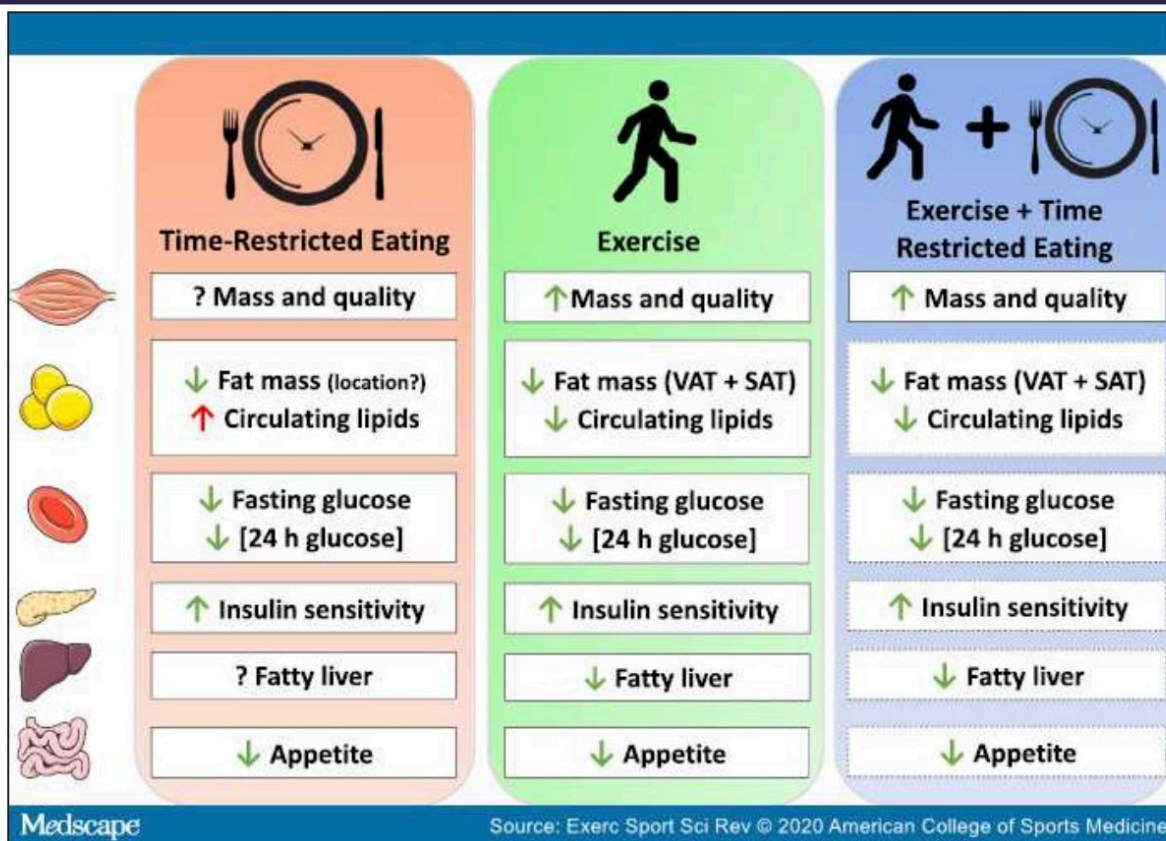 Time-Restricted Eating
? Mass and quality
↓ Fat mass (location?)
↑ Circulating lipids
↓ Fasting glucose
↓ [24 h glucose]
↑ Insulin sensitivity
? Fatty liver
↓ Appetite
Exercise
↑ Mass and quality
↓ Fat mass (VAT + SAT)
↓ Circulating lipids
↓ Fasting glucose
↓ [24 h glucose]
↑ Insulin sensitivity
↓ Fatty liver
↓ Appetite
+
Exercise + Time
Restricted Eating
↑ Mass and quality
↓ Fat mass (VAT + SAT)
↓ Circulating lipids
↓ Fasting glucose
↓ [24 h glucose]
↑ Insulin sensitivity
↓ Fatty liver
↓ Appetite
Medscape
Source: Exerc Sport Sci Rev © 2020 American College of Sports Medicine